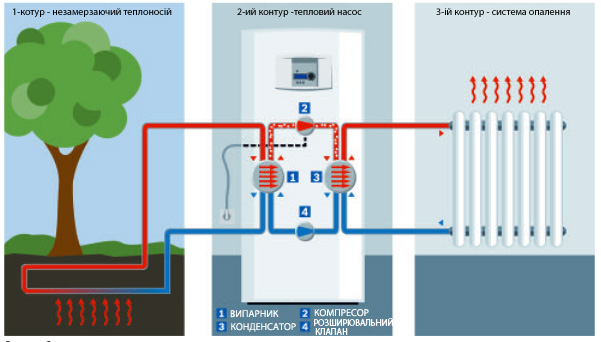 1-котур - незамерзаючий теплоносій
2-ий контур -тепловий насос
3-ій контур - система опалення
2
1
3
4
1 ВИПАРНИК
2 КОМПРЕСОР
3 КОНДЕНСАТОР
4 РОЗШИРЮВАЛЬНИЙ
КЛАПАН